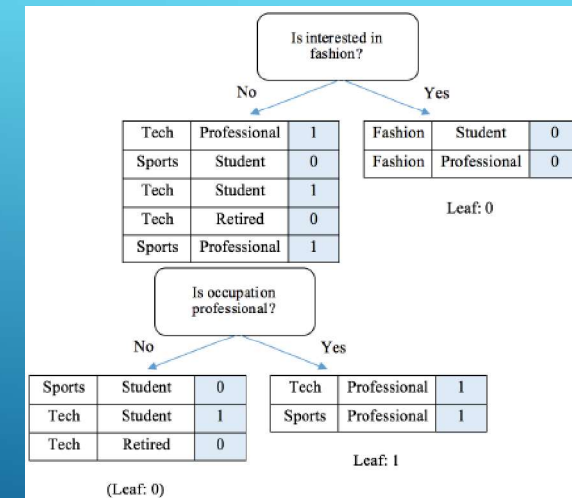 Is interested in
fashion?
No
Yes
Tech Professional 1
Sports Student 0
Tech Student 1
Tech Retired 0
Sports Professional 1
Fashion Student 0
Fashion Professional 0
Leaf: 0
Is occupation
professional?
No
Yes
Sports Student 0
Tech Student 1
Tech Retired 0
(Leaf: 0)
Tech Professional 1
Sports Professional 1
Leaf: 1